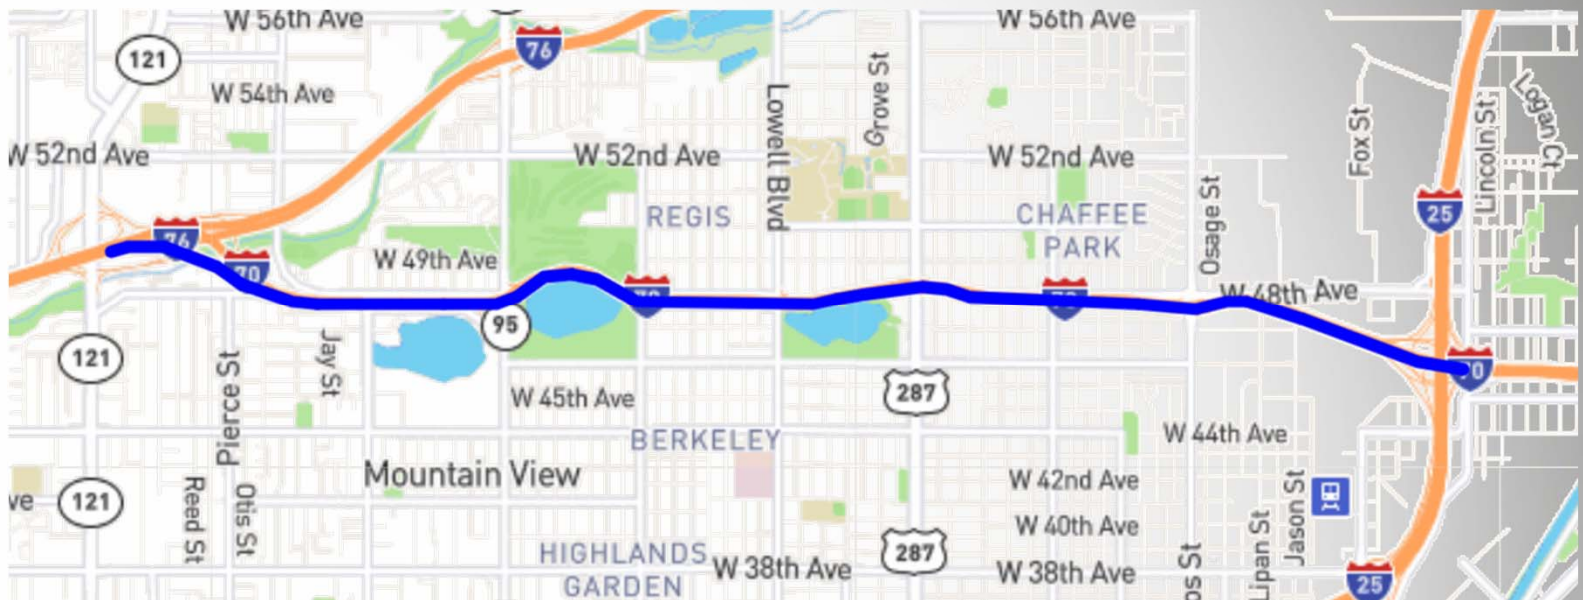 W 56th Ave
W 56th Ave
121
76
Grove St
Lowell Blvd
W 54th Ave
Logan Ct
Lincoln St
Fox St
W 52nd Ave
W 52nd Ave
W 52nd Ave
REGIS
CHAFFEE
PARK
Osage St
25
76
70
W 49th Ave
W 48th Ave
95
121
Jay St
Pierce St
70
287
W 45th Ave
BERKELEY
W 44th Ave
Mountain View
W 42nd Ave
121
Reed St
Otis St
Jason St
Lipan St
W 40th Ave
HIGHLANDS
GARDEN
W 38th Ave
287
W 38th Ave
25